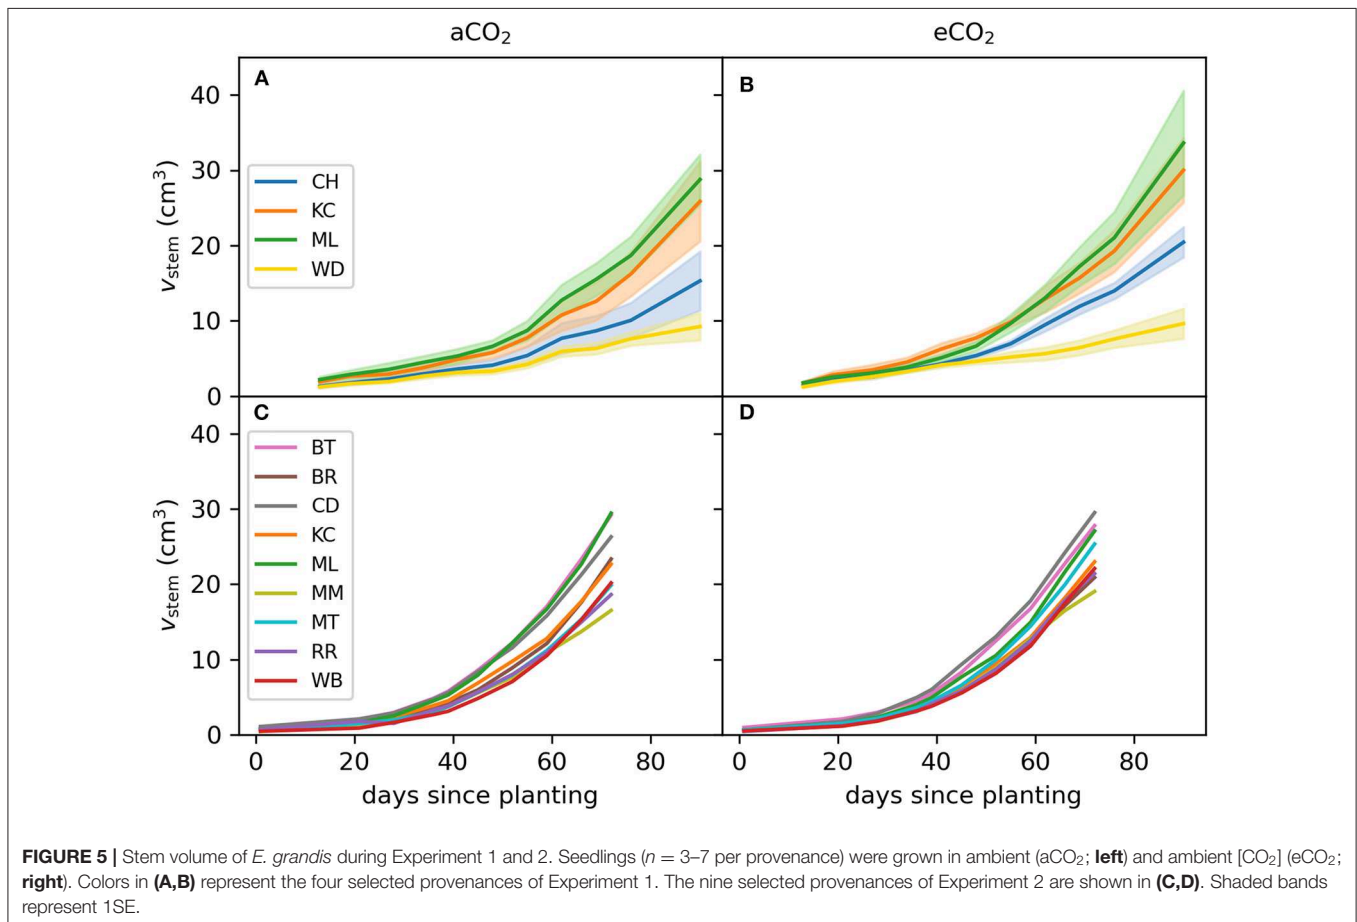 aCO₂ eCO₂
A B
v_stem (cm³)
40
30
20
10
0
CH
KC
ML
WD
C D
v_stem (cm³)
40
30
20
10
0
BT
BR
CD
KC
ML
MM
MT
RR
WB
0 20 40 60 80 0 20 40 60 80
days since planting days since planting
FIGURE 5 | Stem volume of E. grandis during Experiment 1 and 2. Seedlings (n = 3–7 per provenance) were grown in ambient (aCO₂; left) and ambient [CO₂] (eCO₂;
right). Colors in (A,B) represent the four selected provenances of Experiment 1. The nine selected provenances of Experiment 2 are shown in (C,D). Shaded bands
represent 1SE.